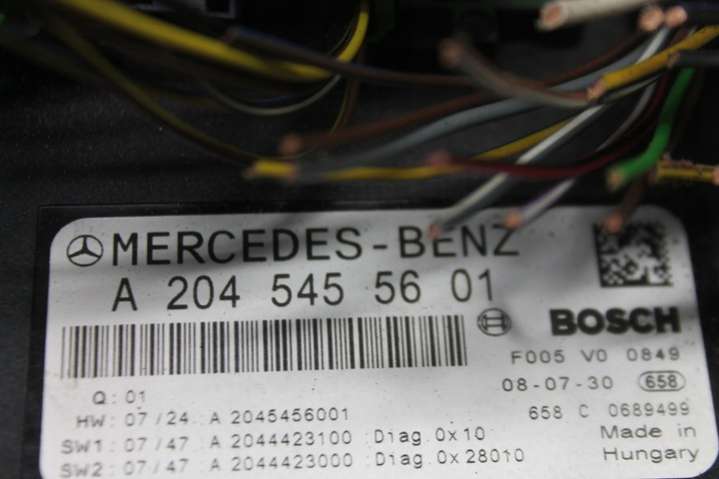 MERCEDES-BENZ
A 204 545 56 01
BOSCH
F005 V0 0849
Q: 01
08-07-30 658
HW: 07/24 A 2045456001
658 C 0689499
SW1: 07/47 A 2044423100 Diag.0x10
Made in
SW2: 07/47 A 2044423000 Diag.0x28010
Hungary